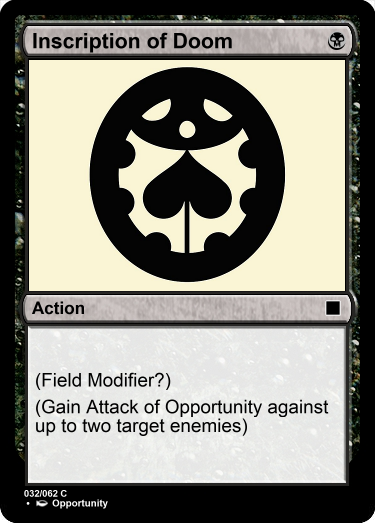 Inscription of Doom
Action
(Field Modifier?)
(Gain Attack of Opportunity against
up to two target enemies)
032/062 C
• Opportunity